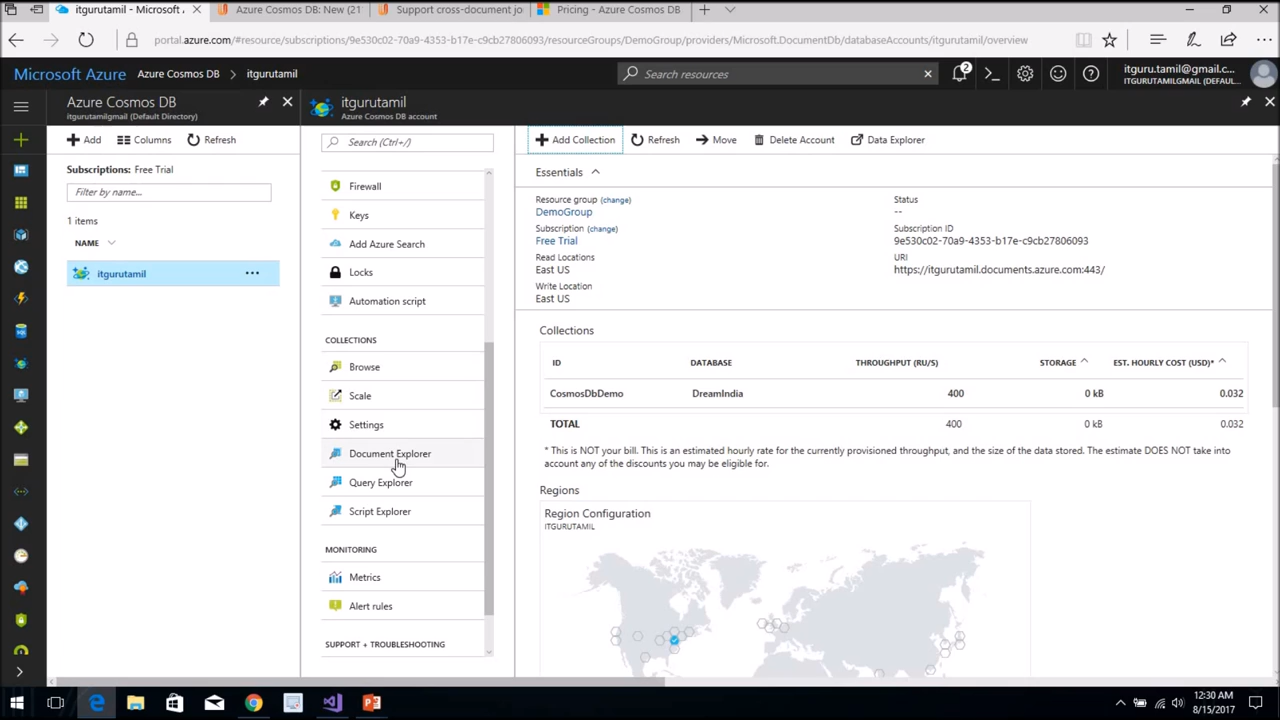 itgurutamil - Microsoft A
Azure Cosmos DB: New (21
Support cross-document jo
Pricing - Azure Cosmos DB
portal.azure.com/#resource/subscriptions/9e530c02-70a9-4353-b17e-c9cb27806093/resourceGroups/DemoGroup/providers/Microsoft.DocumentDb/databaseAccounts/itgurutamil/overview
Microsoft Azure
Azure Cosmos DB > itgurutamil
Search resources
2
itguru.tamil@gmail.c...
ITGURUTAMILGMAIL (DEFAUL...
Azure Cosmos DB
itgurutamilgmail (Default Directory)
Add
Columns
Refresh
Subscriptions: Free Trial
Filter by name...
1 items
NAME
itgurutamil
itgurutamil
Azure Cosmos DB account
Search (Ctrl+/)
Firewall
Keys
Add Azure Search
Locks
Automation script
COLLECTIONS
Browse
Scale
Settings
Document Explorer
Query Explorer
Script Explorer
MONITORING
Metrics
Alert rules
SUPPORT + TROUBLESHOOTING
Add Collection
Refresh
Move
Delete Account
Data Explorer
Essentials
Resource group (change)
DemoGroup
Subscription (change)
Free Trial
Read Locations
East US
Write Location
East US
Status
--
Subscription ID
9e530c02-70a9-4353-b17e-c9cb27806093
URI
https://itgurutamil.documents.azure.com:443/
Collections
ID DATABASE THROUGHPUT (RU/S) STORAGE EST. HOURLY COST (USD)*
CosmosDbDemo DreamIndia 400 0 kB 0.032
TOTAL 400 0 kB 0.032
* This is NOT your bill. This is an estimated hourly rate for the currently provisioned throughput, and the size of the data stored. The estimate DOES NOT take into
account any of the discounts you may be eligible for.
Regions
Region Configuration
ITGURUTAMIL
12:30 AM
8/15/2017